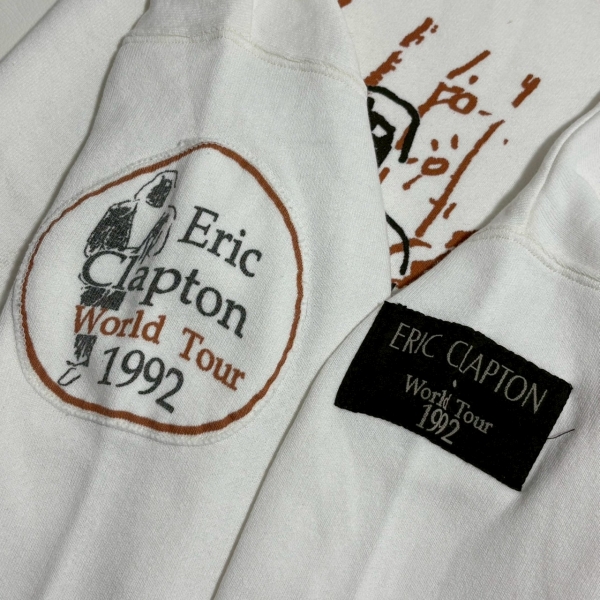 Eric
Clapton
World Tour
1992
ERIC CLAPTON
World Tour
1992